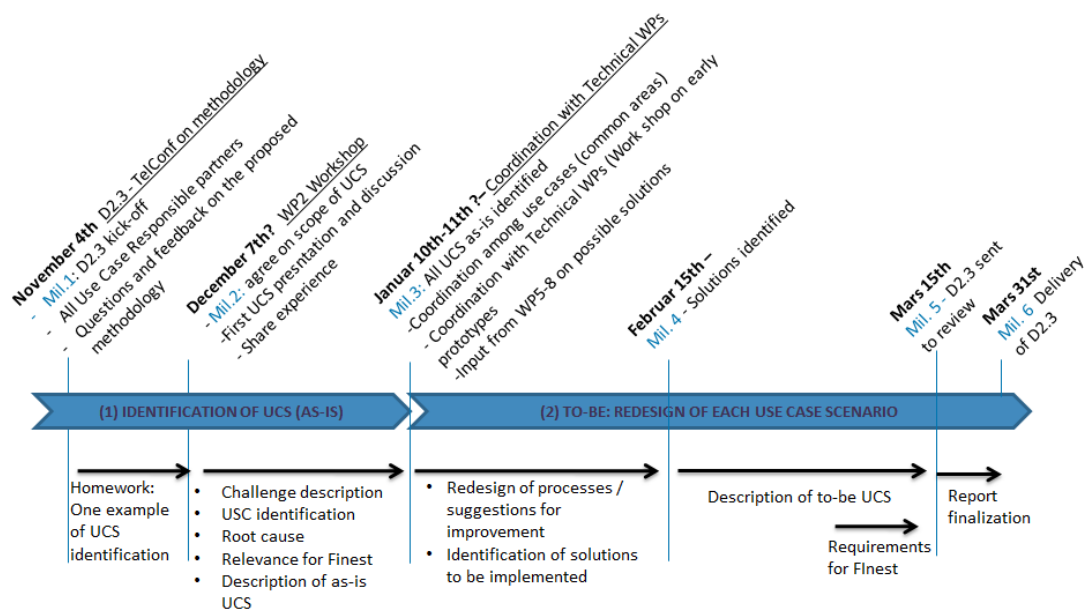 November 4th D2.3 - TelConf on methodology
- Mil.1: D2.3 kick-off
- All Use Case Responsible partners
- Questions and feedback on the proposed
methodology
December 7th? WP2 Workshop
- Mil.2: agree on scope of UCS
-First UCS presntation and discussion
- Share experience
Januar 10th-11th ?– Coordination with Technical WPs
Mil.3: All UCS as-is identified
-Coordination among use cases (common areas)
- Coordination with Technical WPs (Work shop on early
prototypes
-Input from WP5-8 on possible solutions
Februar 15th –
Mil. 4 - Solutions identified
Mars 15th
Mil. 5 - D2.3 sent
to review
Mars 31st
Mil. 6 Delivery
of D2.3
(1) IDENTIFICATION OF UCS (AS-IS)
(2) TO-BE: REDESIGN OF EACH USE CASE SCENARIO
Homework:
One example
of UCS
identification
• Challenge description
• USC identification
• Root cause
• Relevance for Finest
• Description of as-is
UCS
• Redesign of processes /
suggestions for
improvement
• Identification of solutions
to be implemented
Description of to-be UCS
Requirements
for FInest
Report
finalization